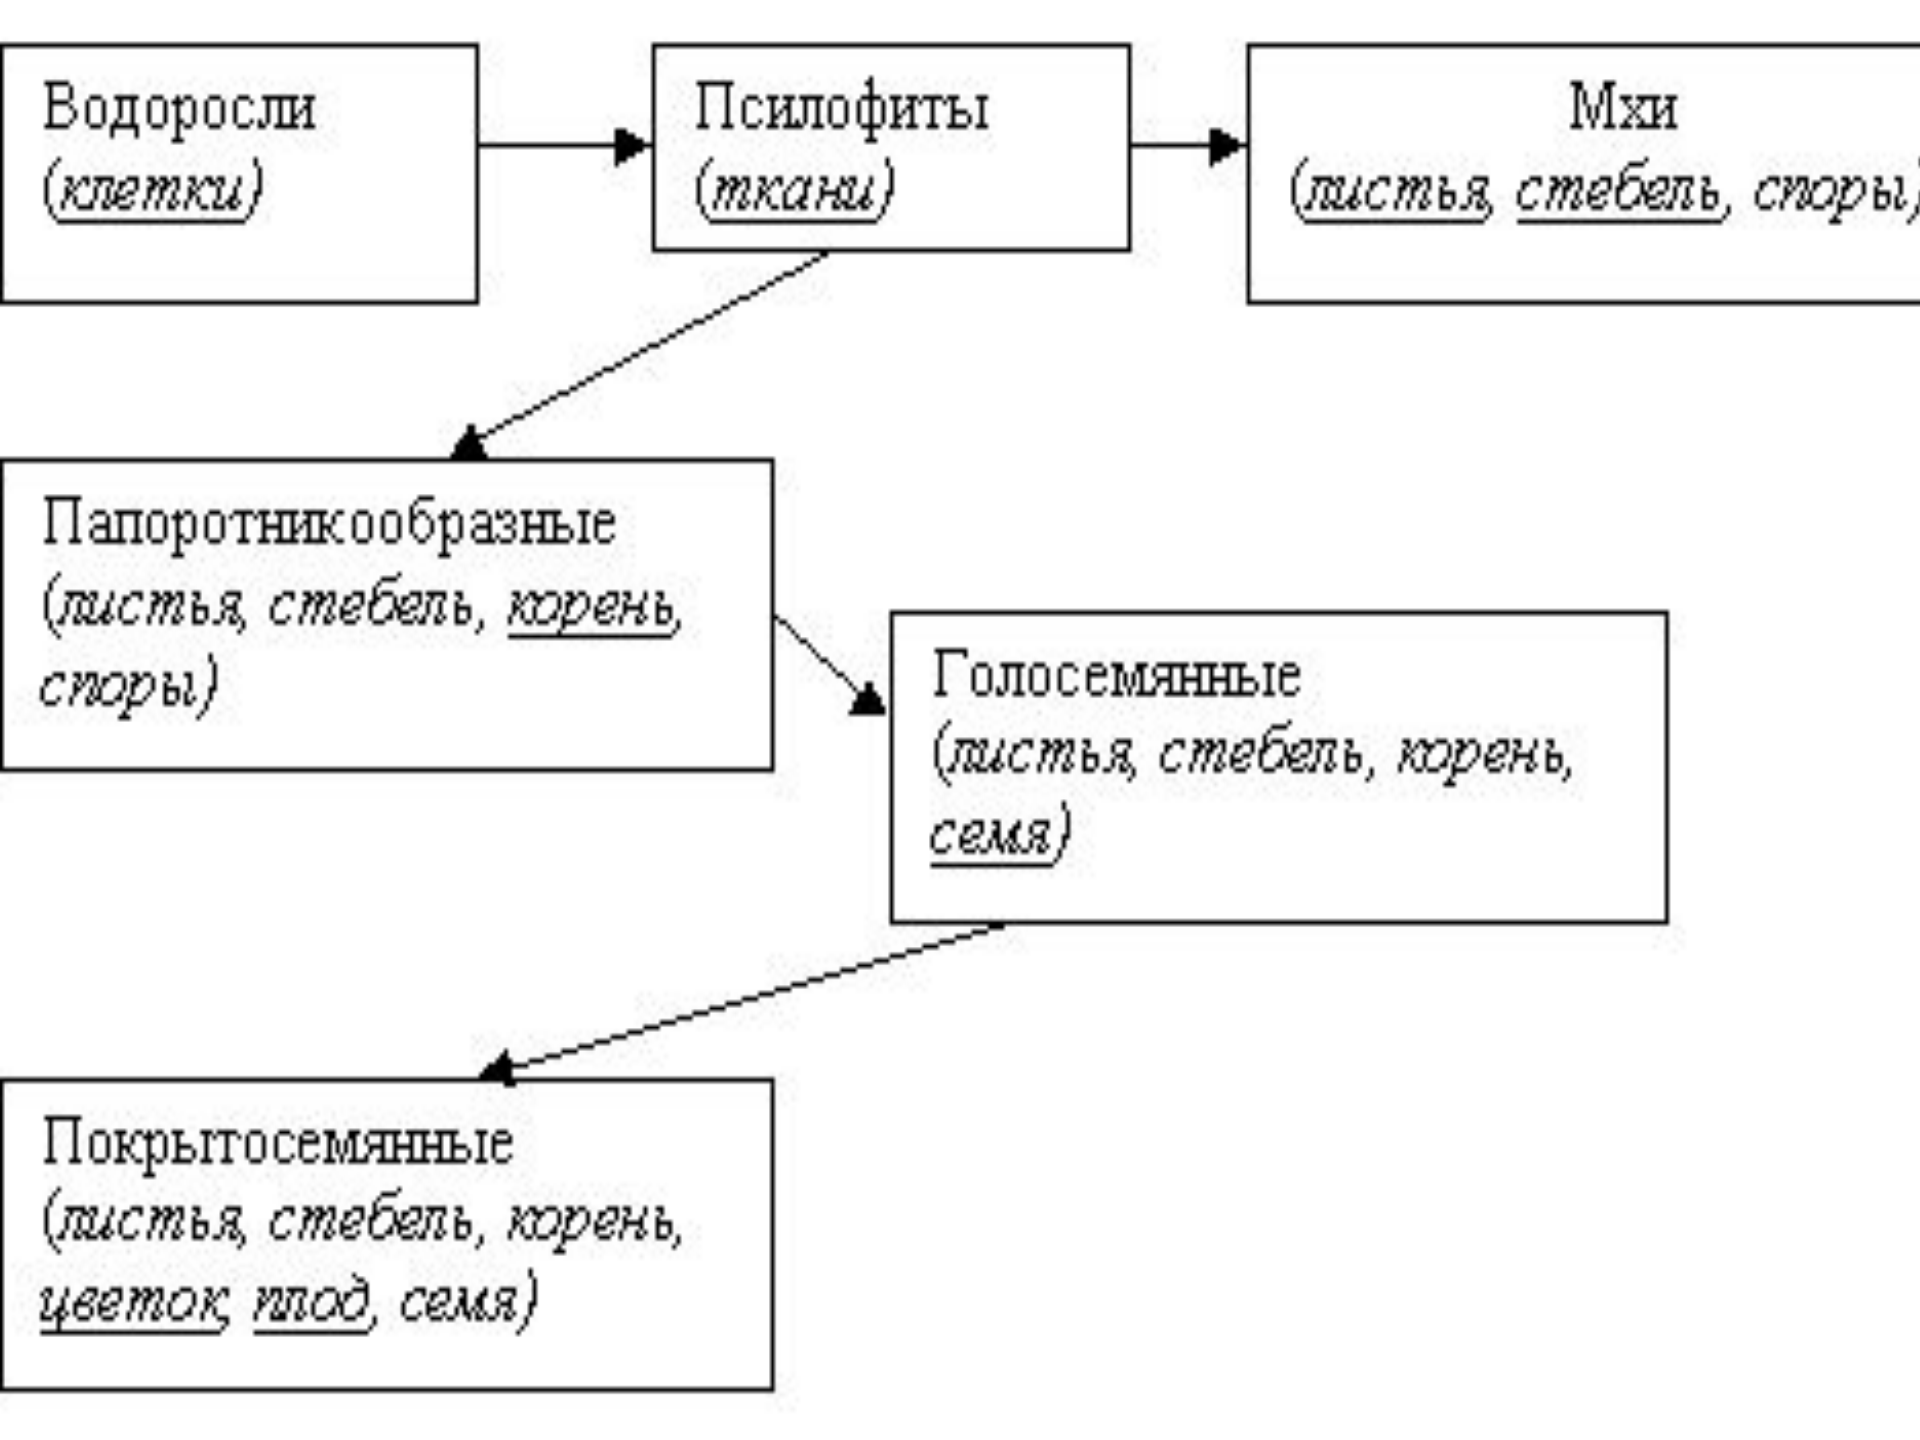 Водоросли
(клетки)
Псилофиты
(ткани)
Мхи
(листья, стебель, споры)
Папоротникообразные
(листья, стебель, корень,
споры)
Голосемянные
(листья, стебель, корень,
семя)
Покрытосемянные
(листья, стебель, корень,
цветок, плод, семя)